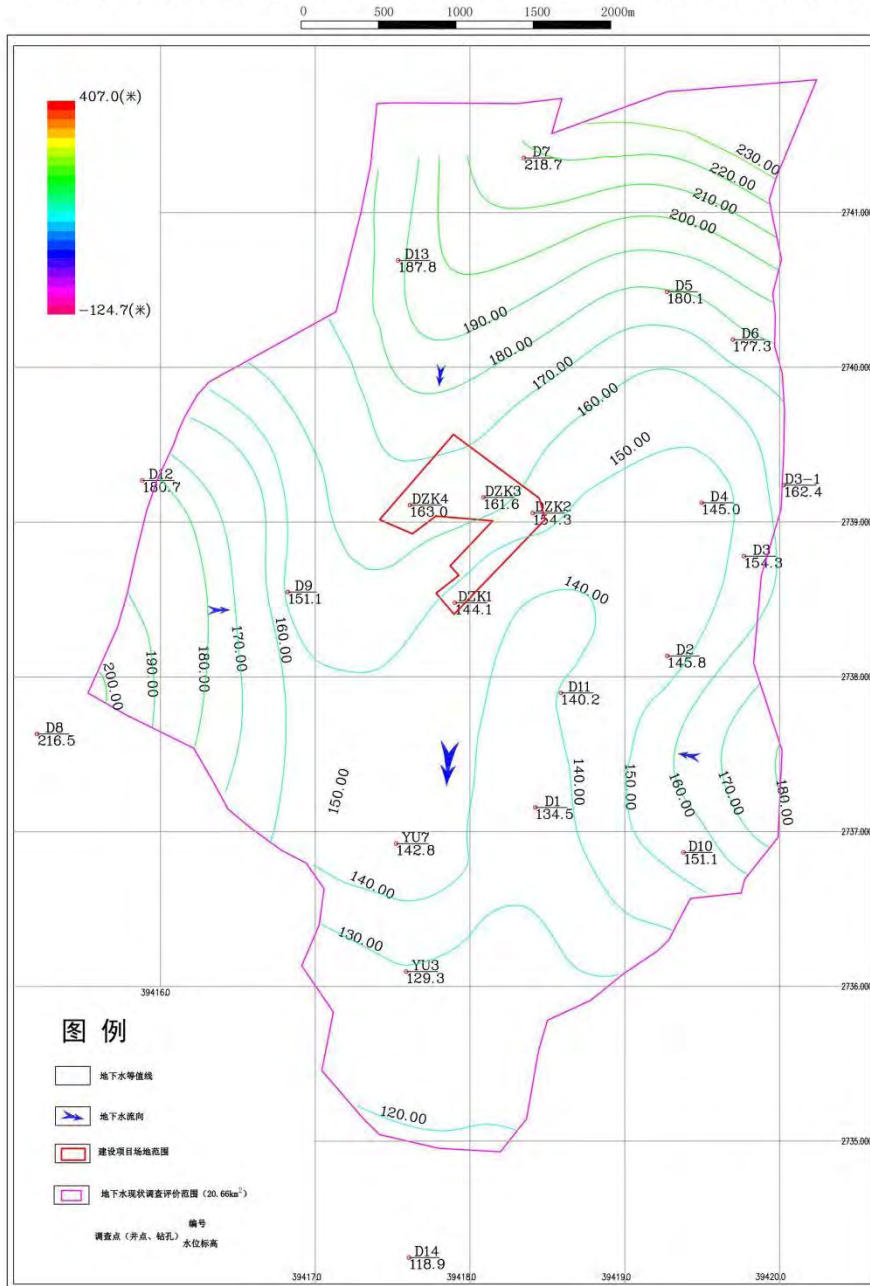 0 500 1000 1500 2000m
407.0(米)
-124.7(米)
230.00
220.00
210.00
200.00
D7
218.7
2741.000
D13
187.8
D5
180.1
190.00
180.00
D6
177.3
170.00
2740.000
160.00
150.00
D12
180.7
DZK4
163.0
DZK3
161.6
DZK2
154.3
D4
145.0
D3-1
162.4
2739.000
D3
154.3
D9
151.1
DZK1
144.1
140.00
160.00
170.00
180.00
190.00
200.00
D2
145.8
2738.000
D11
140.2
D8
216.5
150.00
140.00
150.00
160.00
170.00
180.00
D1
134.5
2737.000
YU7
142.8
D10
151.1
140.00
130.00
YU3
129.3
39416.0
2736.000
图 例
地下水等值线
地下水流向
建设项目场地范围
地下水现状调查评价范围（20.66km²）
编号
调查点（井点、钻孔）
水位标高
120.00
2735.000
D14
118.9
39417.0 39418.0 39419.0 39420.0